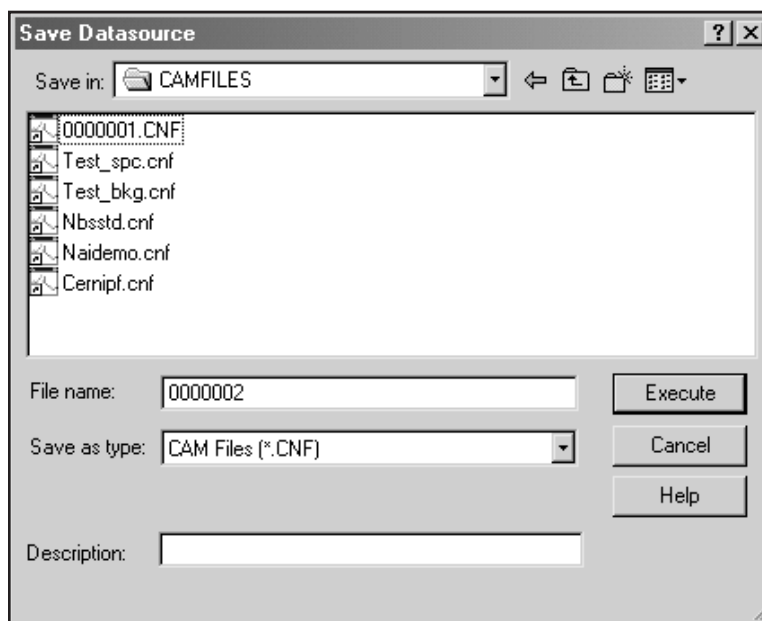 Save Datasource
Save in: CAMFILES
0000001.CNF
Test_spc.cnf
Test_bkg.cnf
Nbsstd.cnf
Naidemo.cnf
Cernipf.cnf
File name: 0000002 Execute
Save as type: CAM Files (*.CNF) Cancel
Help
Description: